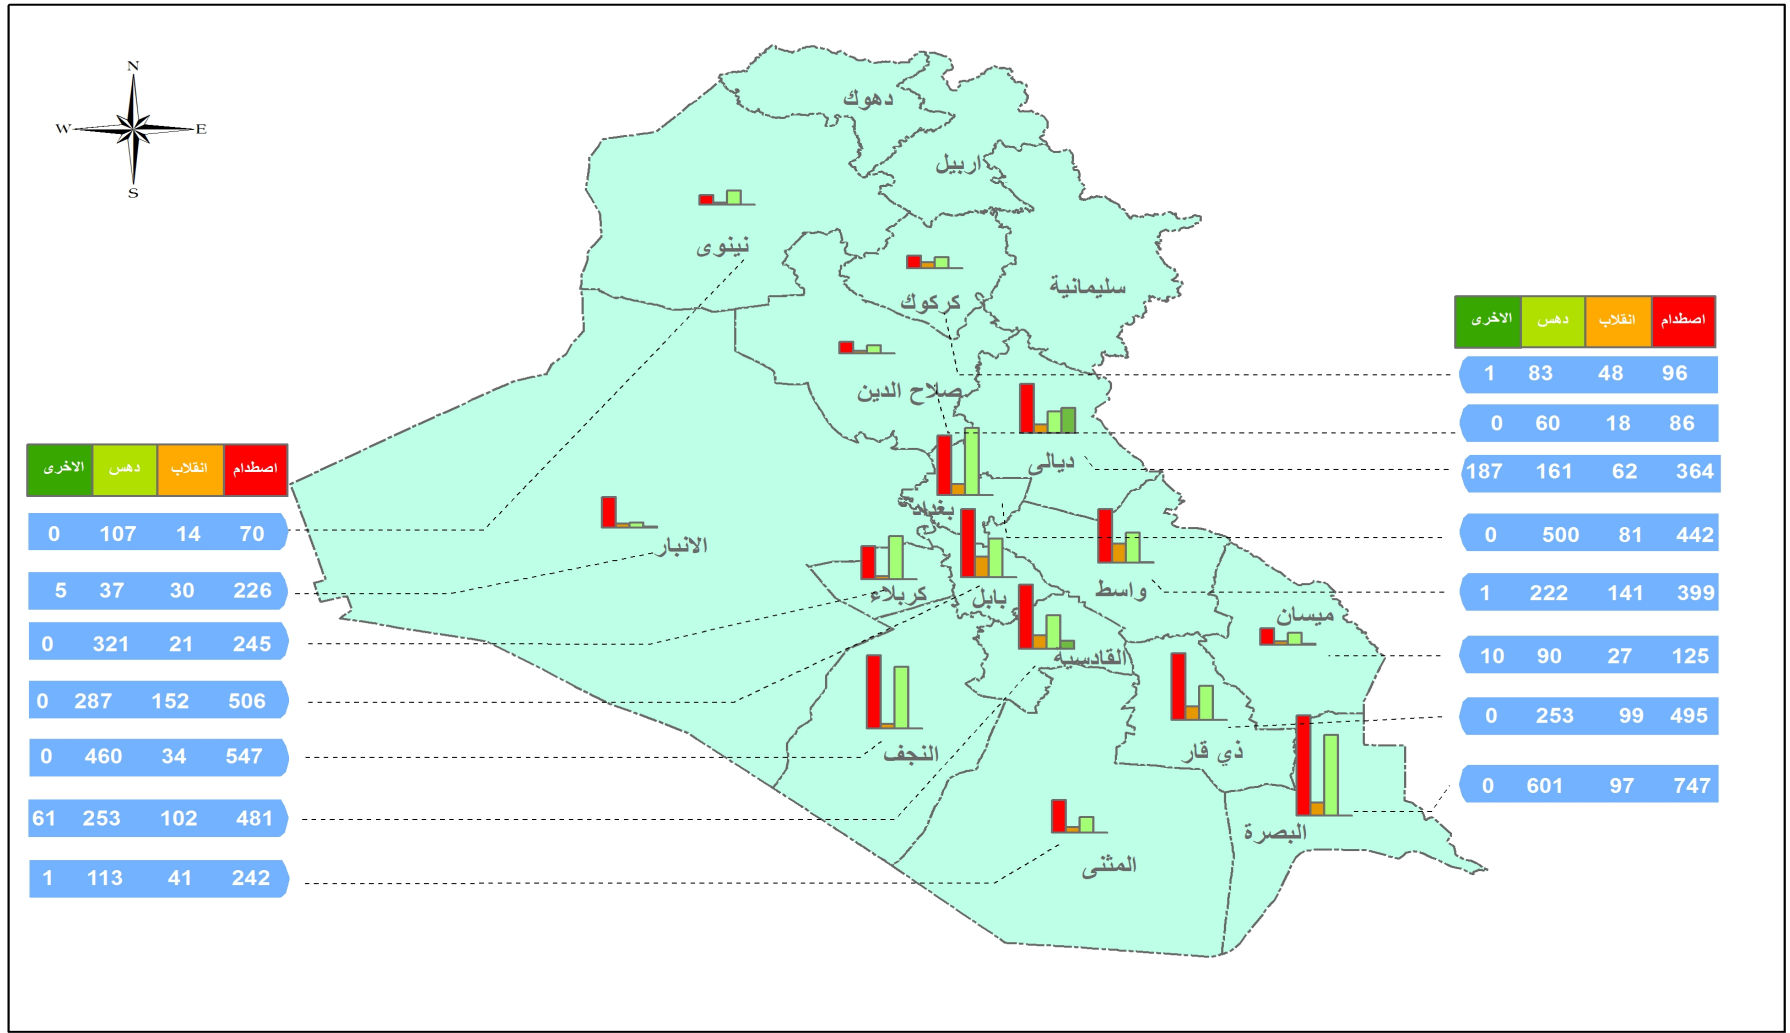 N
W E
S
دهوك
اربيل
نينوى
سليمانية
كركوك
صلاح الدين
ديالى
بغداد
الانبار
كربلاء
بابل
واسط
ميسان
القادسية
النجف
ذي قار
البصرة
المثنى
اصطدام انقلاب دهس الاخرى
96 48 83 1
86 18 60 0
364 62 161 187
442 81 500 0
399 141 222 1
125 27 90 10
495 99 253 0
747 97 601 0
اصطدام انقلاب دهس الاخرى
70 14 107 0
226 30 37 5
245 21 321 0
506 152 287 0
547 34 460 0
481 102 253 61
242 41 113 1